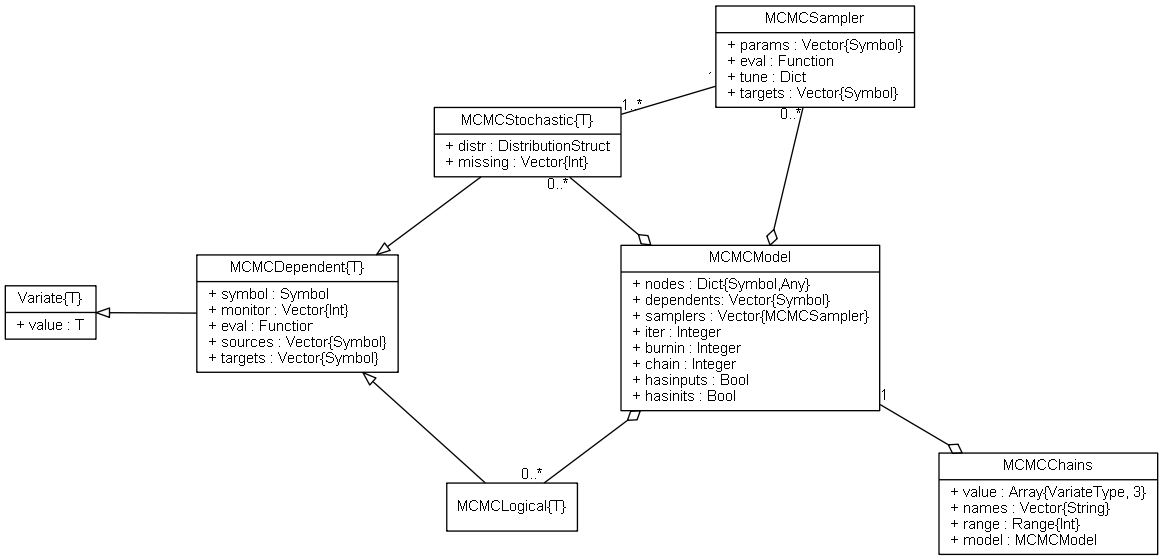 MCMCSampler
+ params : Vector{Symbol}
+ eval : Function
+ tune : Dict
+ targets : Vector{Symbol}
1..*
0..*
MCMCStochastic{T}
+ distr : DistributionStruct
+ missing : Vector{Int}
0..*
MCMCDependent{T}
+ symbol : Symbol
+ monitor : Vector{Int}
+ eval : Function
+ sources : Vector{Symbol}
+ targets : Vector{Symbol}
Variate{T}
+ value : T
MCMCModel
+ nodes : Dict{Symbol,Any}
+ dependents: Vector{Symbol}
+ samplers : Vector{MCMCSampler}
+ iter : Integer
+ burnin : Integer
+ chain : Integer
+ hasinputs : Bool
+ hasinits : Bool
1
0..*
MCMCLogical{T}
MCMCChains
+ value : Array{VariateType, 3}
+ names : Vector{String}
+ range : Range{Int}
+ model : MCMCModel